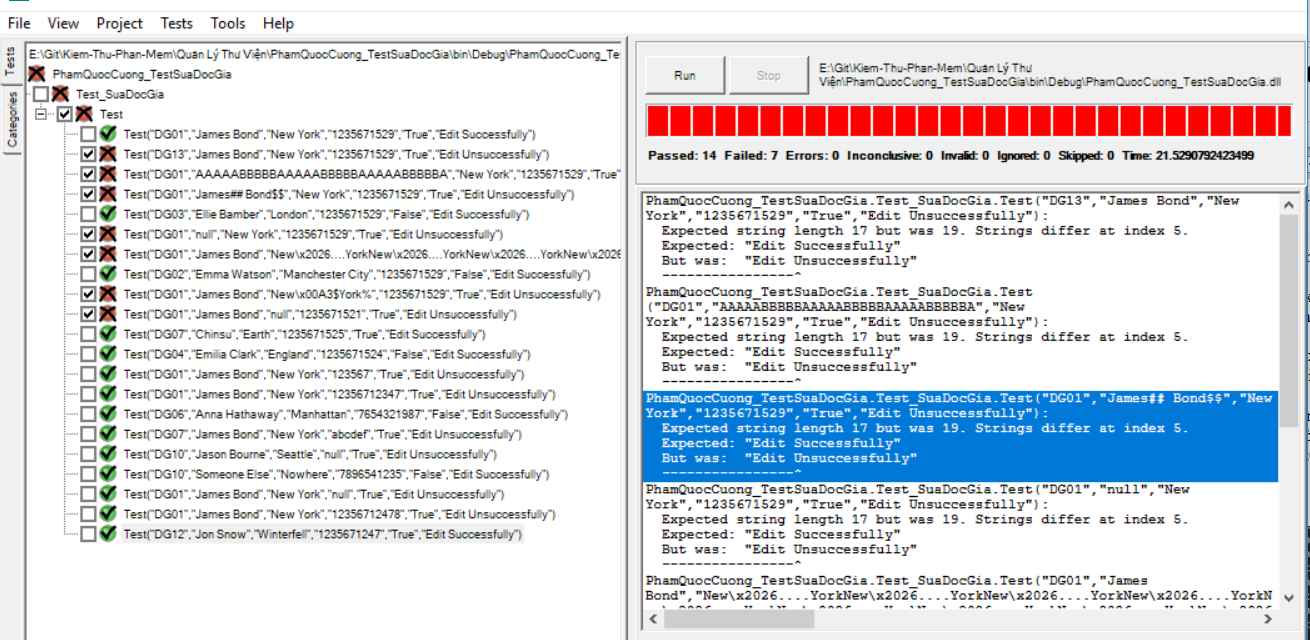 File View Project Tests Tools Help
Tests
Categories
E:\Git\Kiem-Thu-Phan-Mem\Quản Lý Thư Viện\PhamQuocCuong_TestSuaDocGia\bin\Debug\PhamQuocCuong_Te
PhamQuocCuong_TestSuaDocGia
Test_SuaDocGia
Test
Test("DG01","James Bond","New York","1235671529","True","Edit Successfully")
Test("DG13","James Bond","New York","1235671529","True","Edit Unsuccessfully")
Test("DG01","AAAAABBBBBAAAAABBBBBAAAAABBBBBA","New York","1235671529","True"
Test("DG01","James## Bond$$","New York","1235671529","True","Edit Unsuccessfully")
Test("DG03","Ellie Bamber","London","1235671529","False","Edit Successfully")
Test("DG01","null","New York","1235671529","True","Edit Unsuccessfully")
Test("DG01","James Bond","New\x2026....YorkNew\x2026....YorkNew\x2026....YorkNew\x2026
Test("DG02","Emma Watson","Manchester City","1235671529","False","Edit Successfully")
Test("DG01","James Bond","New\x00A3$York%","1235671529","True","Edit Unsuccessfully")
Test("DG01","James Bond","null","1235671521","True","Edit Unsuccessfully")
Test("DG07","Chinsu","Earth","1235671525","True","Edit Successfully")
Test("DG04","Emilia Clark","England","1235671524","False","Edit Successfully")
Test("DG01","James Bond","New York","123567","True","Edit Unsuccessfully")
Test("DG01","James Bond","New York","12356712347","True","Edit Unsuccessfully")
Test("DG06","Anna Hathaway","Manhattan","7654321987","False","Edit Successfully")
Test("DG07","James Bond","New York","abcdef","True","Edit Unsuccessfully")
Test("DG10","Jason Bourne","Seattle","null","True","Edit Unsuccessfully")
Test("DG10","Someone Else","Nowhere","7896541235","False","Edit Successfully")
Test("DG01","James Bond","New York","null","True","Edit Unsuccessfully")
Test("DG01","James Bond","New York","12356712478","True","Edit Unsuccessfully")
Test("DG12","Jon Snow","Winterfell","1235671247","True","Edit Successfully")
Run Stop
E:\Git\Kiem-Thu-Phan-Mem\Quản Lý Thư
Viện\PhamQuocCuong_TestSuaDocGia\bin\Debug\PhamQuocCuong_TestSuaDocGia.dll
Passed: 14 Failed: 7 Errors: 0 Inconclusive: 0 Invalid: 0 Ignored: 0 Skipped: 0 Time: 21.5290792423499
PhamQuocCuong_TestSuaDocGia.Test_SuaDocGia.Test("DG13","James Bond","New
York","1235671529","True","Edit Unsuccessfully"):
Expected string length 17 but was 19. Strings differ at index 5.
Expected: "Edit Successfully"
But was: "Edit Unsuccessfully"
----------------^
PhamQuocCuong_TestSuaDocGia.Test_SuaDocGia.Test
("DG01","AAAAABBBBBAAAAABBBBBAAAAABBBBBA","New
York","1235671529","True","Edit Unsuccessfully"):
Expected string length 17 but was 19. Strings differ at index 5.
Expected: "Edit Successfully"
But was: "Edit Unsuccessfully"
----------------^
PhamQuocCuong_TestSuaDocGia.Test_SuaDocGia.Test("DG01","James## Bond$$","New
York","1235671529","True","Edit Unsuccessfully"):
Expected string length 17 but was 19. Strings differ at index 5.
Expected: "Edit Successfully"
But was: "Edit Unsuccessfully"
----------------^
PhamQuocCuong_TestSuaDocGia.Test_SuaDocGia.Test("DG01","null","New
York","1235671529","True","Edit Unsuccessfully"):
Expected string length 17 but was 19. Strings differ at index 5.
Expected: "Edit Successfully"
But was: "Edit Unsuccessfully"
----------------^
PhamQuocCuong_TestSuaDocGia.Test_SuaDocGia.Test("DG01","James
Bond","New\x2026....YorkNew\x2026....YorkNew\x2026....YorkNew\x2026....YorkN